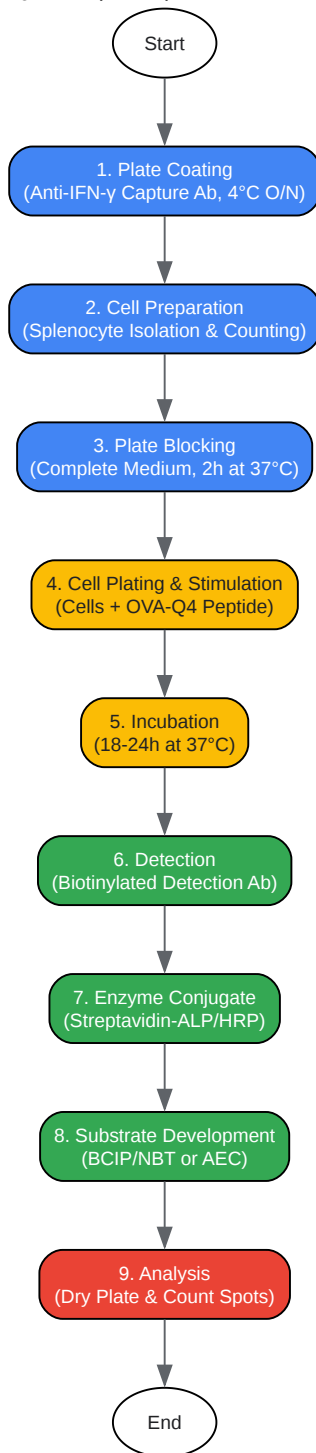 Start
1. Plate Coating
(Anti-IFN-γ Capture Ab, 4°C O/N)
2. Cell Preparation
(Splenocyte Isolation & Counting)
3. Plate Blocking
(Complete Medium, 2h at 37°C)
4. Cell Plating & Stimulation
(Cells + OVA-Q4 Peptide)
5. Incubation
(18-24h at 37°C)
6. Detection
(Biotinylated Detection Ab)
7. Enzyme Conjugate
(Streptavidin-ALP/HRP)
8. Substrate Development
(BCIP/NBT or AEC)
9. Analysis
(Dry Plate & Count Spots)
End